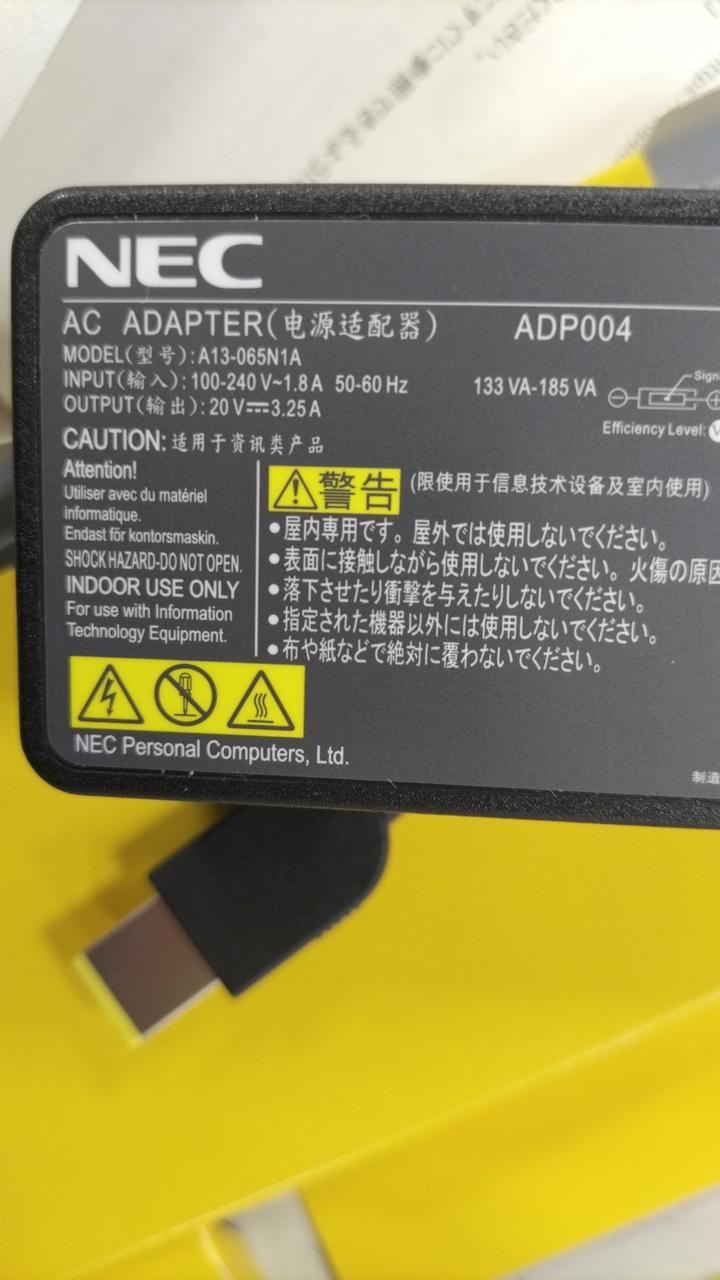 NEC
AC ADAPTER(电源适配器) ADP004
MODEL(型号):A13-065N1A
INPUT(输入):100-240V~1.8A 50-60Hz 133 VA-185 VA
OUTPUT(输出):20V⎓3.25A
Efficiency Level:
CAUTION:适用于资讯类产品
Attention!
Utiliser avec du matériel
informatique.
Endast för kontorsmaskin.
SHOCK HAZARD-DO NOT OPEN.
INDOOR USE ONLY
For use with Information
Technology Equipment.
警告 (限使用于信息技术设备及室内使用)
●屋内専用です。屋外では使用しないでください。
●表面に接触しながら使用しないでください。火傷の原因
●落下させたり衝撃を与えたりしないでください。
●指定された機器以外には使用しないでください。
●布や紙などで絶対に覆わないでください。
NEC Personal Computers, Ltd.
制造